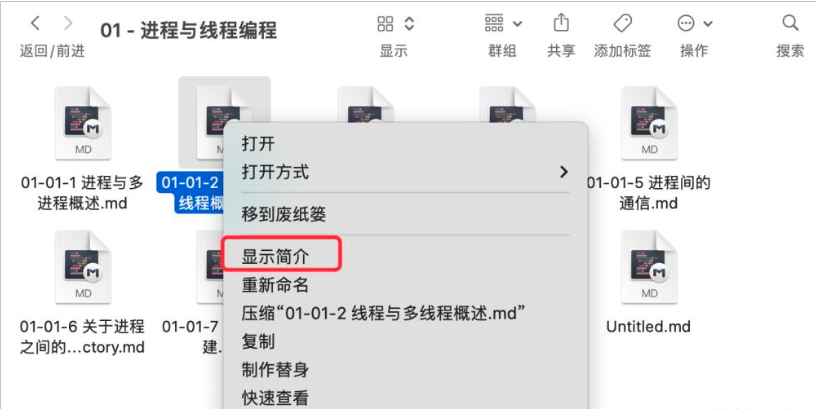 01 - 进程与线程编程
返回/前进
显示
群组
共享
添加标签
操作
搜索
MD
MD
01-01-1 进程与多
进程概述.md
01-01-2
线程概
01-01-5 进程间的
通信.md
打开
打开方式
移到废纸篓
显示简介
重新命名
压缩“01-01-2 线程与多线程概述.md”
复制
制作替身
快速查看
MD
MD
01-01-6 关于进程
之间的...ctory.md
01-01-7
建.
Untitled.md